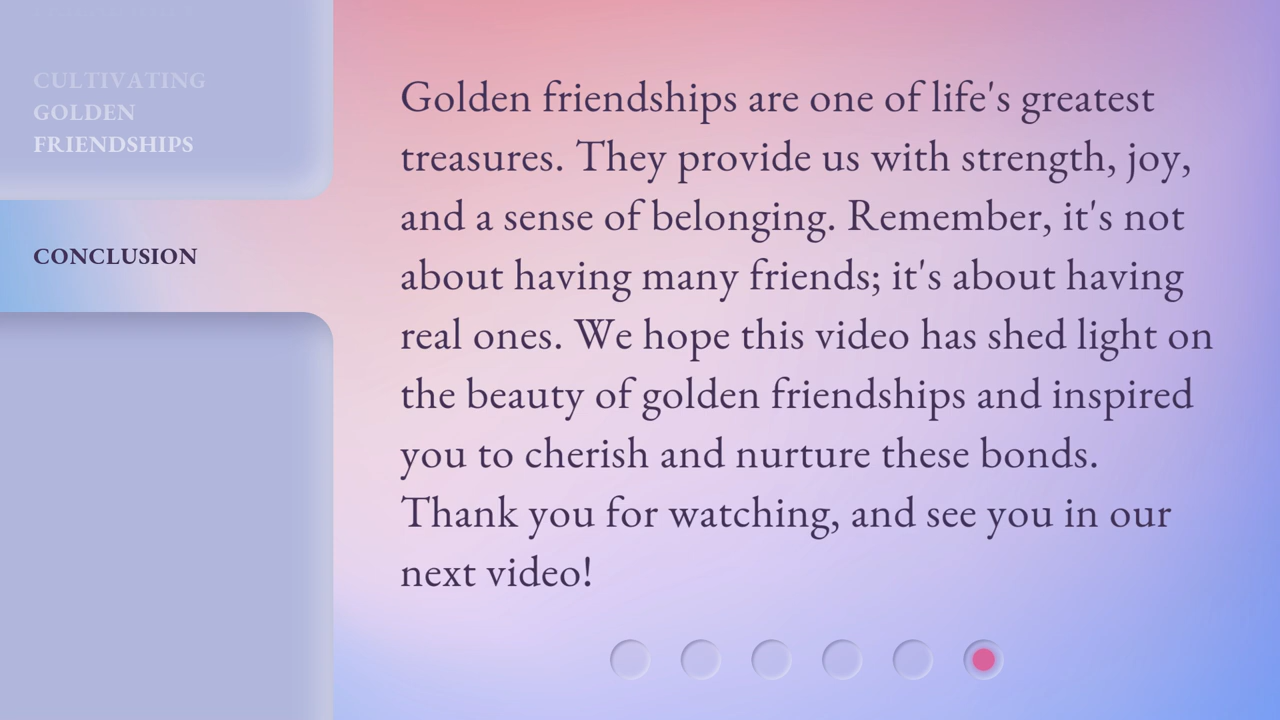 CULTIVATING
GOLDEN
FRIENDSHIPS
CONCLUSION
Golden friendships are one of life's greatest
treasures. They provide us with strength, joy,
and a sense of belonging. Remember, it's not
about having many friends; it's about having
real ones. We hope this video has shed light on
the beauty of golden friendships and inspired
you to cherish and nurture these bonds.
Thank you for watching, and see you in our
next video!